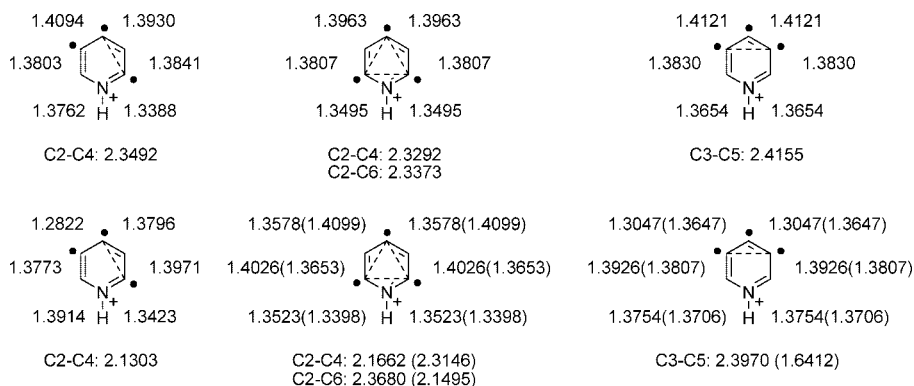 1.4094 1.3930 1.3963 1.3963 1.4121 1.4121
1.3803 1.3841 1.3807 1.3807 1.3830 1.3830
N+ N+ N+
1.3762 H 1.3388 1.3495 H 1.3495 1.3654 H 1.3654
C2-C4: 2.3492 C2-C4: 2.3292 C3-C5: 2.4155
C2-C6: 2.3373
1.2822 1.3796 1.3578(1.4099) 1.3578(1.4099) 1.3047(1.3647) 1.3047(1.3647)
1.3773 1.3971 1.4026(1.3653) 1.4026(1.3653) 1.3926(1.3807) 1.3926(1.3807)
N+ N+ N+
1.3914 H 1.3423 1.3523(1.3398) H 1.3523(1.3398) 1.3754(1.3706) H 1.3754(1.3706)
C2-C4: 2.1303 C2-C4: 2.1662 (2.3146) C3-C5: 2.3970 (1.6412)
C2-C6: 2.3680 (2.1495)